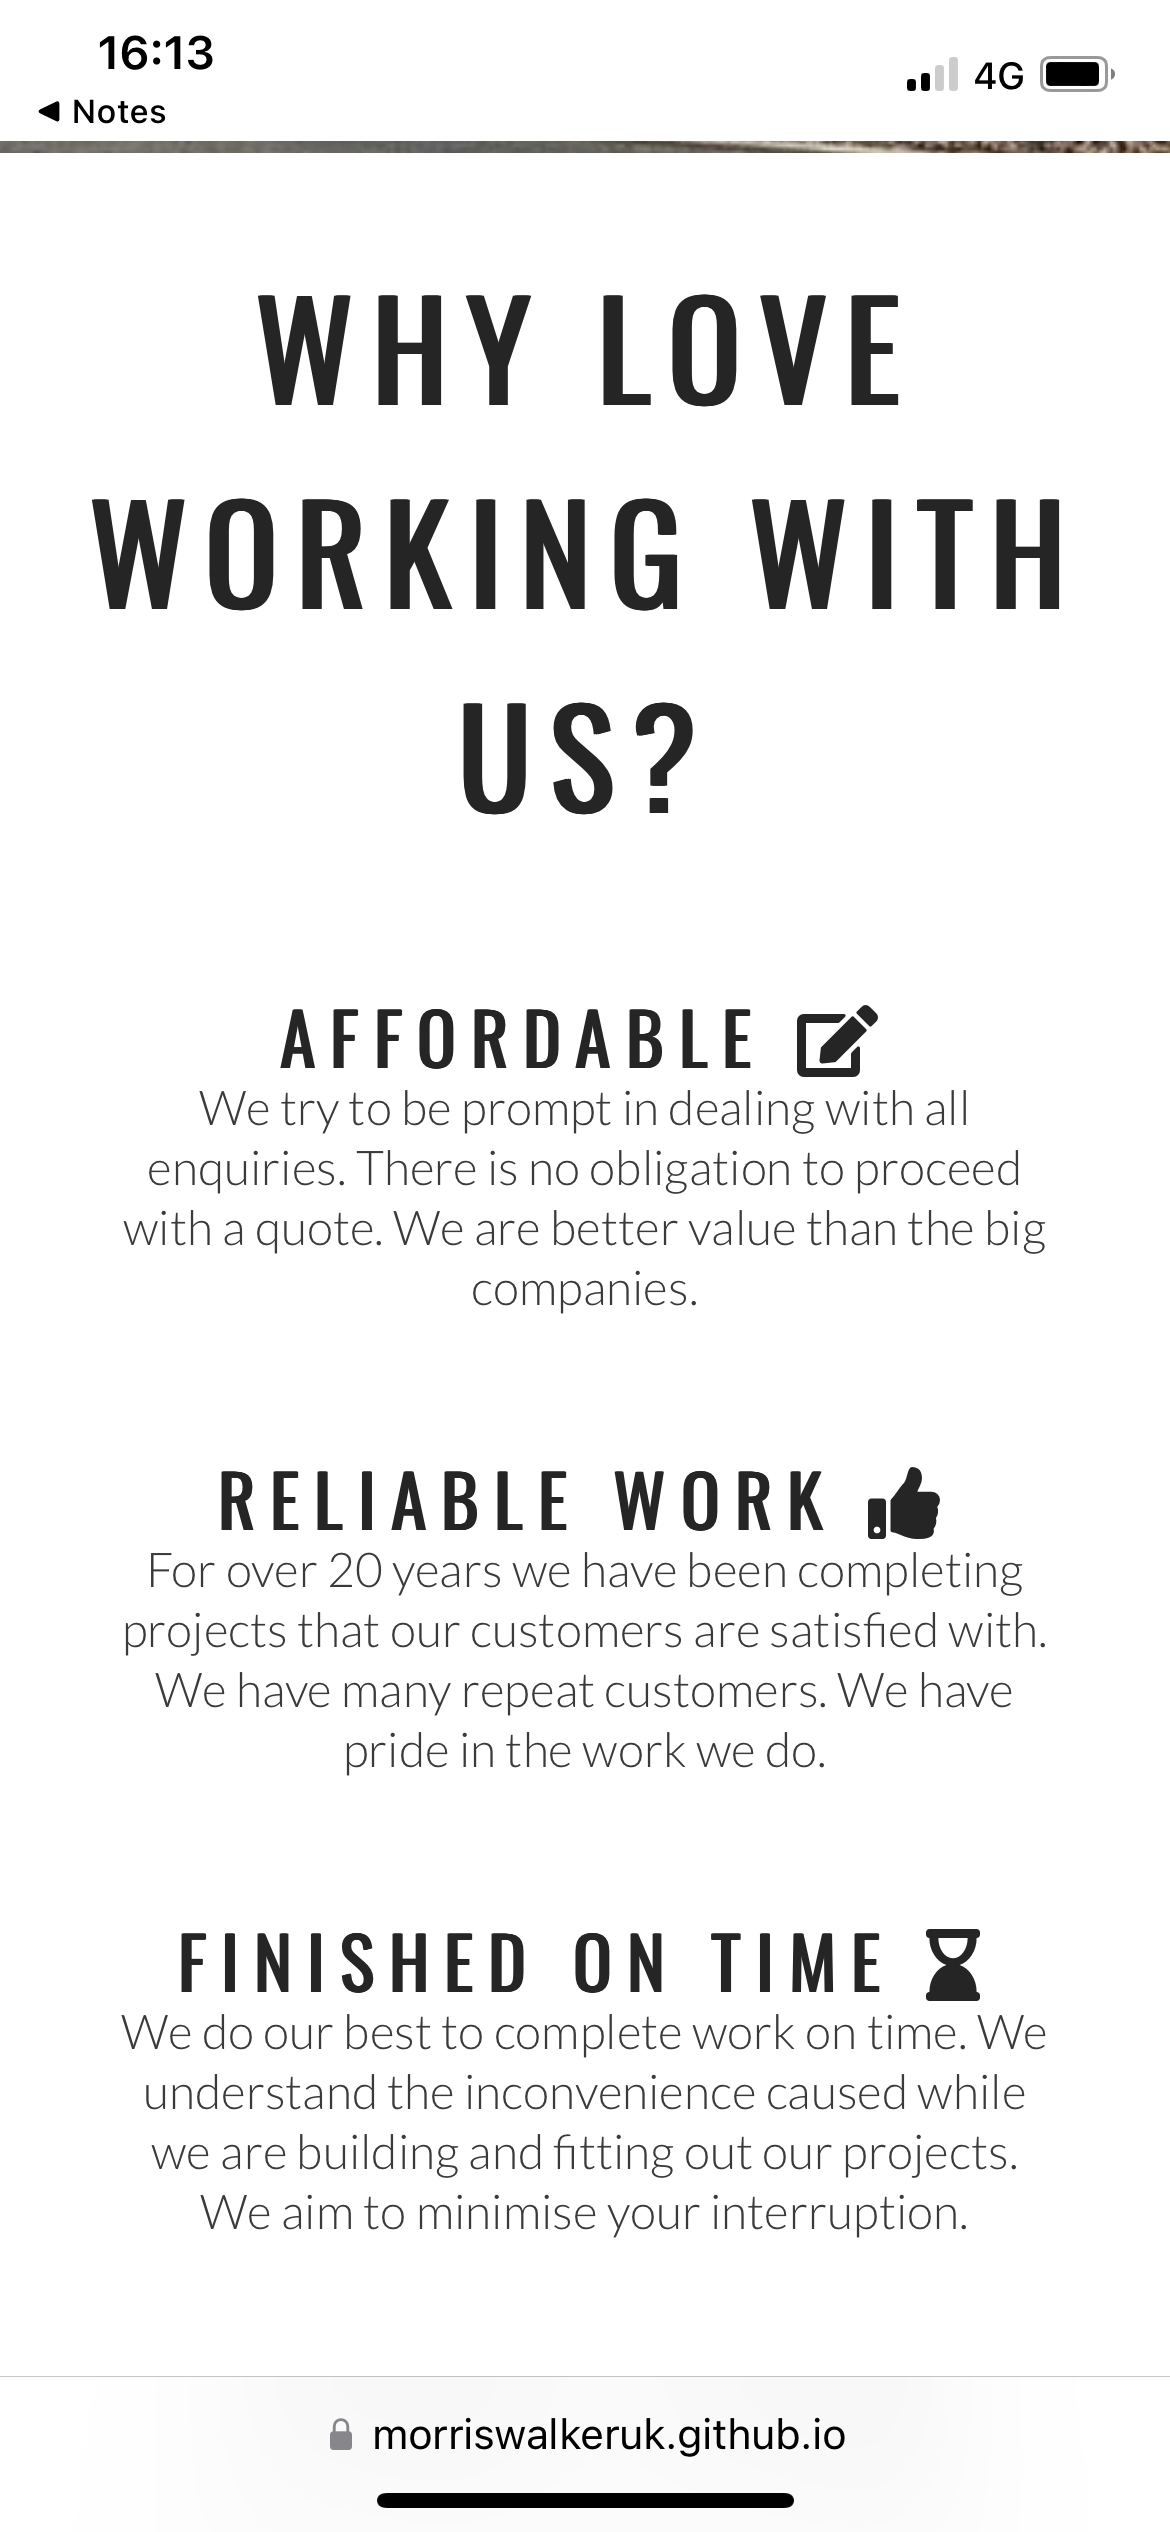 16:13
4G
Notes
WHY LOVE
WORKING WITH
US?
AFFORDABLE
We try to be prompt in dealing with all
enquiries. There is no obligation to proceed
with a quote. We are better value than the big
companies.
RELIABLE WORK
For over 20 years we have been completing
projects that our customers are satisfied with.
We have many repeat customers. We have
pride in the work we do.
FINISHED ON TIME
We do our best to complete work on time. We
understand the inconvenience caused while
we are building and fitting out our projects.
We aim to minimise your interruption.
morriswalkeruk.github.io